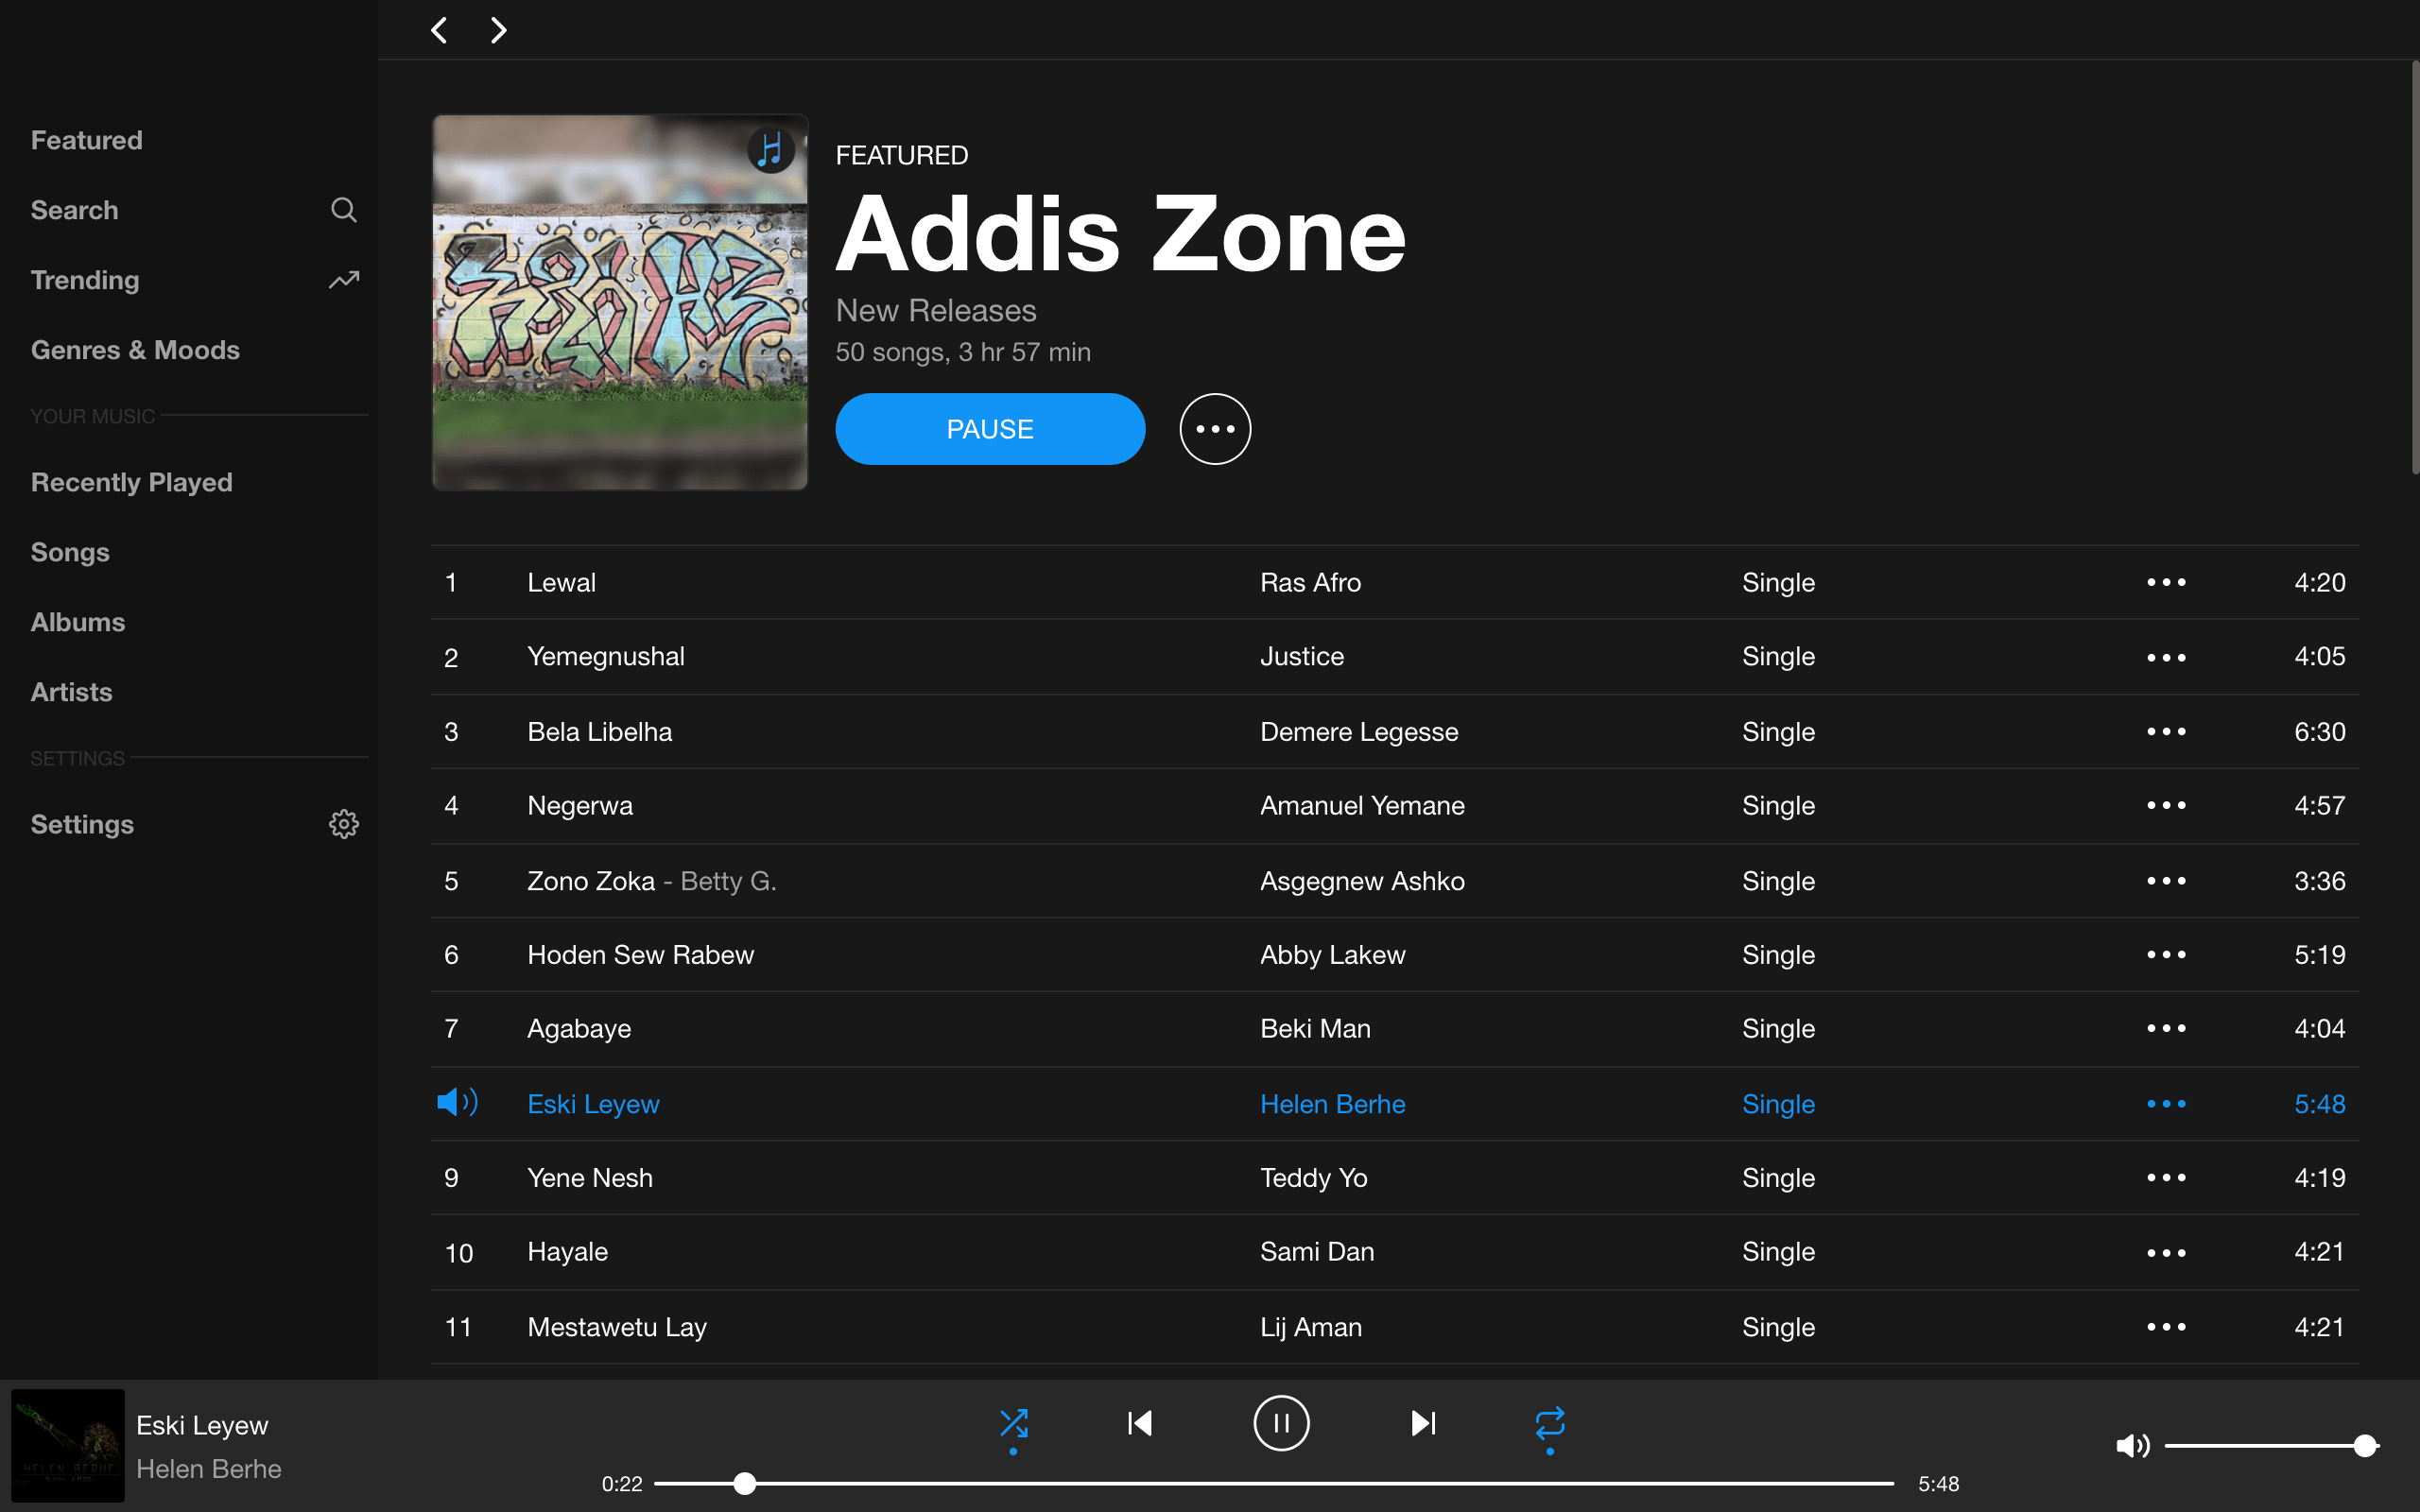 Featured
Search
Trending
Genres & Moods
YOUR MUSIC
Recently Played
Songs
Albums
Artists
SETTINGS
Settings
FEATURED
Addis Zone
New Releases
50 songs, 3 hr 57 min
PAUSE
1 Lewal Ras Afro Single 4:20
2 Yemegnushal Justice Single 4:05
3 Bela Libelha Demere Legesse Single 6:30
4 Negerwa Amanuel Yemane Single 4:57
5 Zono Zoka - Betty G. Asgegnew Ashko Single 3:36
6 Hoden Sew Rabew Abby Lakew Single 5:19
7 Agabaye Beki Man Single 4:04
Eski Leyew Helen Berhe Single 5:48
9 Yene Nesh Teddy Yo Single 4:19
10 Hayale Sami Dan Single 4:21
11 Mestawetu Lay Lij Aman Single 4:21
HELEN BERHE
Eski Leyew
Helen Berhe
0:22 5:48